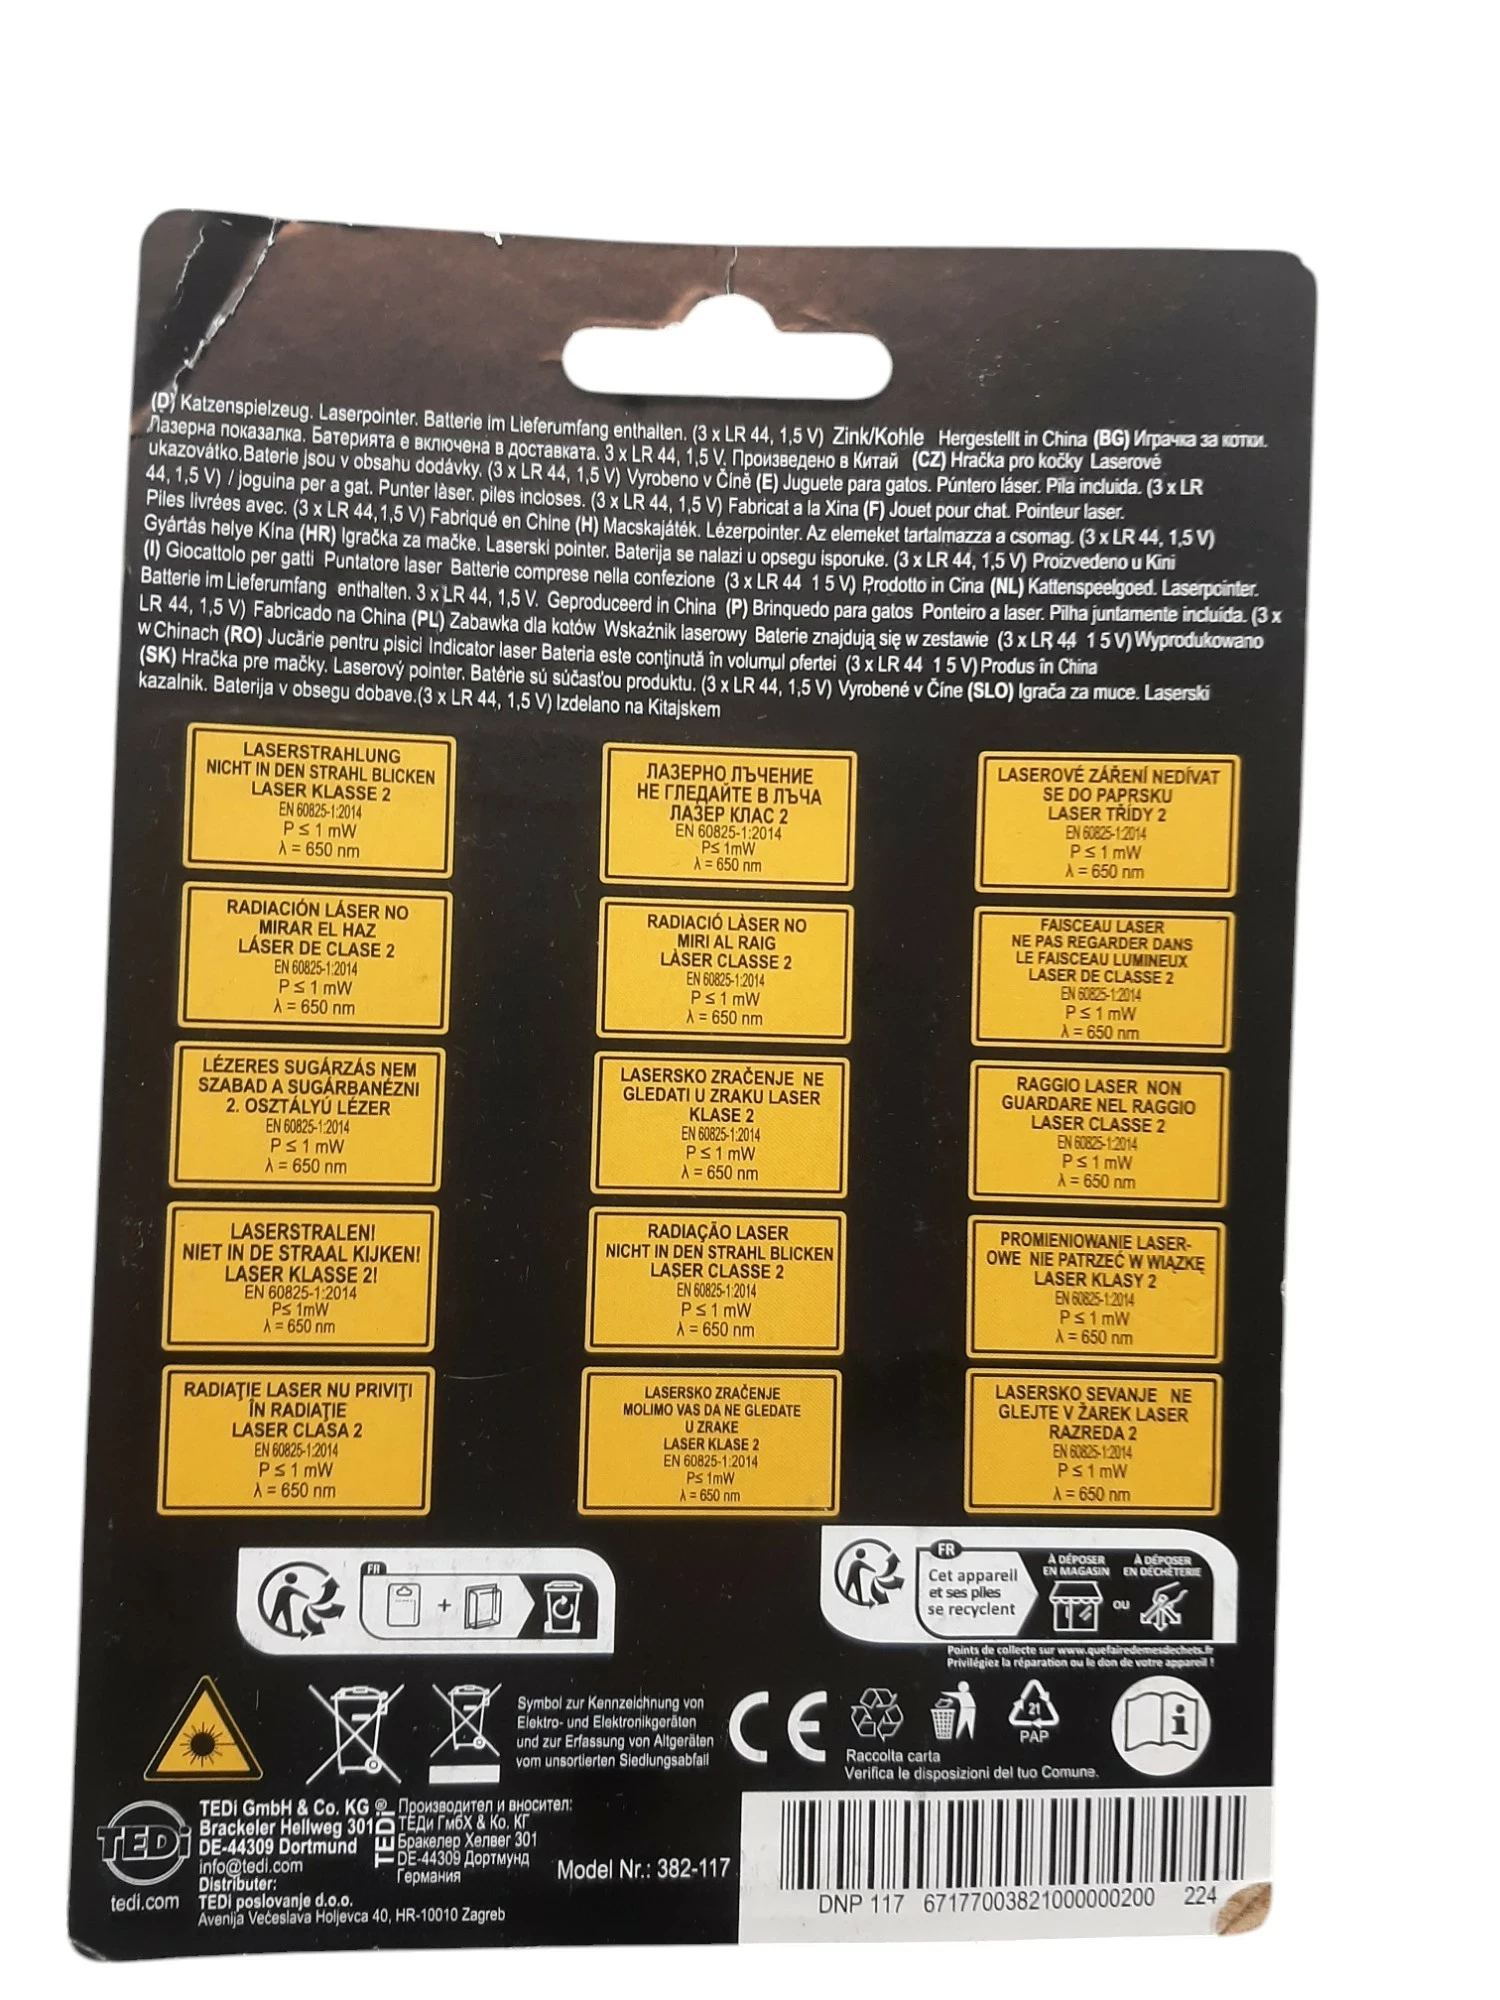 (D) Katzenspielzeug. Laserpointer. Batterie im Lieferumfang enthalten. (3 x LR 44, 1,5 V) Zink/Kohle Hergestellt in China (BG) Играчка за котки.
Лазерна показалка. Батерията е включена в доставката. 3 x LR 44, 1,5 V. Произведено в Китай (CZ) Hračka pro kočky Laserové
ukazovátko.Baterie jsou v obsahu dodávky. (3 x LR 44, 1,5 V) Vyrobeno v Číně (E) Juguete para gatos. Púntero láser. Pila incluida. (3 x LR
44, 1,5 V) / joguina per a gat. Punter làser. piles incloses. (3 x LR 44, 1,5 V) Fabricat a la Xina (F) Jouet pour chat. Pointeur laser.
Piles livrées avec. (3 x LR 44,1,5 V) Fabriqué en Chine (H) Macskajáték. Lézerpointer. Az elemeket tartalmazza a csomag. (3 x LR 44, 1,5 V)
Gyártás helye Kína (HR) Igračka za mačke. Laserski pointer. Baterija se nalazi u opsegu isporuke. (3 x LR 44, 1,5 V) Proizvedeno u Kini
(I) Giocattolo per gatti Puntatore laser Batterie comprese nella confezione (3 x LR 44 1 5 V) Prodotto in Cina (NL) Kattenspeelgoed. Laserpointer.
Batterie im Lieferumfang enthalten. 3 x LR 44, 1,5 V. Geproduceerd in China (P) Brinquedo para gatos Ponteiro a laser. Pilha juntamente incluida. (3 x
LR 44, 1,5 V) Fabricado na China (PL) Zabawka dla kotów Wskaźnik laserowy Baterie znajdują się w zestawie (3 x LR 44 1 5 V) Wyprodukowano
w Chinach (RO) Jucărie pentru pisici Indicator laser Bateria este conţinută în volumul ofertei (3 x LR 44 1 5 V) Produs în China
(SK) Hračka pre mačky. Laserový pointer. Batérie sú súčasťou produktu. (3 x LR 44, 1,5 V) Vyrobené v Číne (SLO) Igrača za muce. Laserski
kazalnik. Baterija v obsegu dobave.(3 x LR 44, 1,5 V) Izdelano na Kitajskem
LASERSTRAHLUNG
NICHT IN DEN STRAHL BLICKEN
LASER KLASSE 2
EN 60825-1:2014
P ≤ 1 mW
λ = 650 nm
ЛАЗЕРНО ЛЪЧЕНИЕ
НЕ ГЛЕДАЙТЕ В ЛЪЧА
ЛАЗЕР КЛАС 2
EN 60825-1:2014
P≤ 1mW
λ = 650 nm
LASEROVÉ ZÁŘENÍ NEDÍVAT
SE DO PAPRSKU
LASER TŘÍDY 2
EN 60825-1:2014
P ≤ 1 mW
λ = 650 nm
RADIACIÓN LÁSER NO
MIRAR EL HAZ
LÁSER DE CLASE 2
EN 60825-1:2014
P ≤ 1 mW
λ = 650 nm
RADIACIÓ LÀSER NO
MIRI AL RAIG
LÀSER CLASSE 2
EN 60825-1:2014
P ≤ 1 mW
λ = 650 nm
FAISCEAU LASER
NE PAS REGARDER DANS
LE FAISCEAU LUMINEUX
LASER DE CLASSE 2
EN 60825-1:2014
P ≤ 1 mW
λ = 650 nm
LÉZERES SUGÁRZÁS NEM
SZABAD A SUGÁRBANÉZNI
2. OSZTÁLYÚ LÉZER
EN 60825-1:2014
P ≤ 1 mW
λ = 650 nm
LASERSKO ZRAČENJE NE
GLEDATI U ZRAKU LASER
KLASE 2
EN 60825-1:2014
P ≤ 1 mW
λ = 650 nm
RAGGIO LASER NON
GUARDARE NEL RAGGIO
LASER CLASSE 2
EN 60825-1:2014
P ≤ 1 mW
λ = 650 nm
LASERSTRALEN!
NIET IN DE STRAAL KIJKEN!
LASER KLASSE 2!
EN 60825-1:2014
P≤ 1mW
λ = 650 nm
RADIAÇÃO LASER
NICHT IN DEN STRAHL BLICKEN
LASER CLASSE 2
EN 60825-1:2014
P ≤ 1 mW
λ = 650 nm
PROMIENIOWANIE LASER-
OWE NIE PATRZEĆ W WIĄZKĘ
LASER KLASY 2
EN 60825-1:2014
P ≤ 1 mW
λ = 650 nm
RADIAŢIE LASER NU PRIVIŢI
ÎN RADIAŢIE
LASER CLASA 2
EN 60825-1:2014
P ≤ 1 mW
λ = 650 nm
LASERSKO ZRAČENJE
MOLIMO VAS DA NE GLEDATE
U ZRAKE
LASER KLASE 2
EN 60825-1:2014
P≤ 1mW
λ = 650 nm
LASERSKO SEVANJE NE
GLEJTE V ŽAREK LASER
RAZREDA 2
EN 60825-1:2014
P ≤ 1 mW
λ = 650 nm
FR
+
FR
Cet appareil
et ses piles
se recyclent
À DÉPOSER
EN MAGASIN
OU
À DÉPOSER
EN DÉCHÈTERIE
Points de collecte sur www.quefairedemesdechets.fr
Privilégiez la réparation ou le don de votre appareil !
Symbol zur Kennzeichnung von
Elektro- und Elektronikgeräten
und zur Erfassung von Altgeräten
vom unsortierten Siedlungsabfall
CE
21
PAP
i
Raccolta carta
Verifica le disposizioni del tuo Comune.
TEDi
tedi.com
TEDi GmbH & Co. KG
Brackeler Hellweg 301
DE-44309 Dortmund
info@tedi.com
Distributer:
TEDi poslovanje d.o.o.
Avenija Većeslava Holjevca 40, HR-10010 Zagreb
TEDi®
Производител и вносител:
ТЕДи ГмбХ & Ко. КГ
Бракелер Хелвег 301
DE-44309 Дортмунд
Германия
Model Nr.: 382-117
DNP 117 67177003821000000200 224